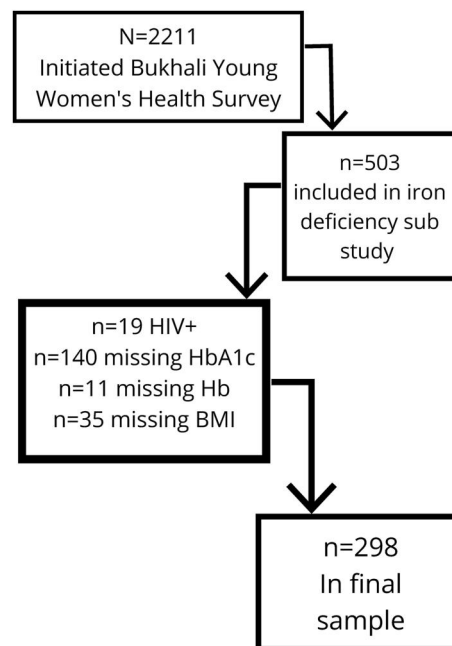 N=2211
Initiated Bukhali Young
Women's Health Survey
n=503
included in iron
deficiency sub
study
n=19 HIV+
n=140 missing HbA1c
n=11 missing Hb
n=35 missing BMI
n=298
In final
sample